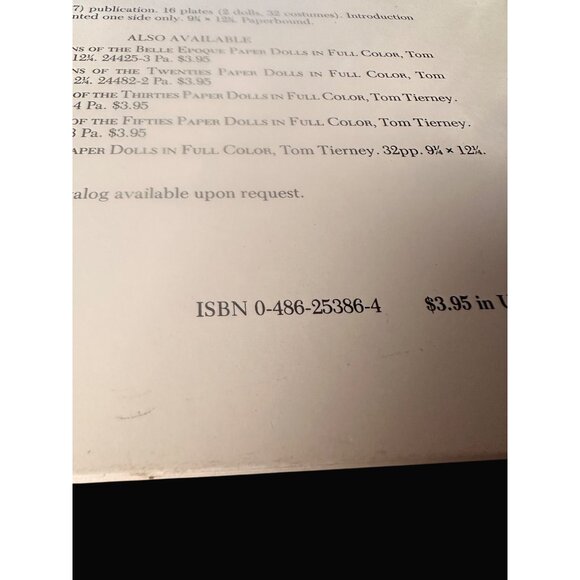 7) publication. 16 plates (2 dolls, 32 costumes). Introduction
nted one side only. 9¼ × 12¼. Paperbound.
ALSO AVAILABLE
NS OF THE BELLE EPOQUE PAPER DOLLS IN FULL COLOR, Tom
12¼. 24425-3 Pa. $3.95
NS OF THE TWENTIES PAPER DOLLS IN FULL COLOR, Tom
2¼. 24482-2 Pa. $3.95
OF THE THIRTIES PAPER DOLLS IN FULL COLOR, Tom Tierney.
-4 Pa. $3.95
OF THE FIFTIES PAPER DOLLS IN FULL COLOR, Tom Tierney.
3 Pa. $3.95
APER DOLLS IN FULL COLOR, Tom Tierney. 32pp. 9¼ × 12¼.
alog available upon request.
ISBN 0-486-25386-4 $3.95 in U